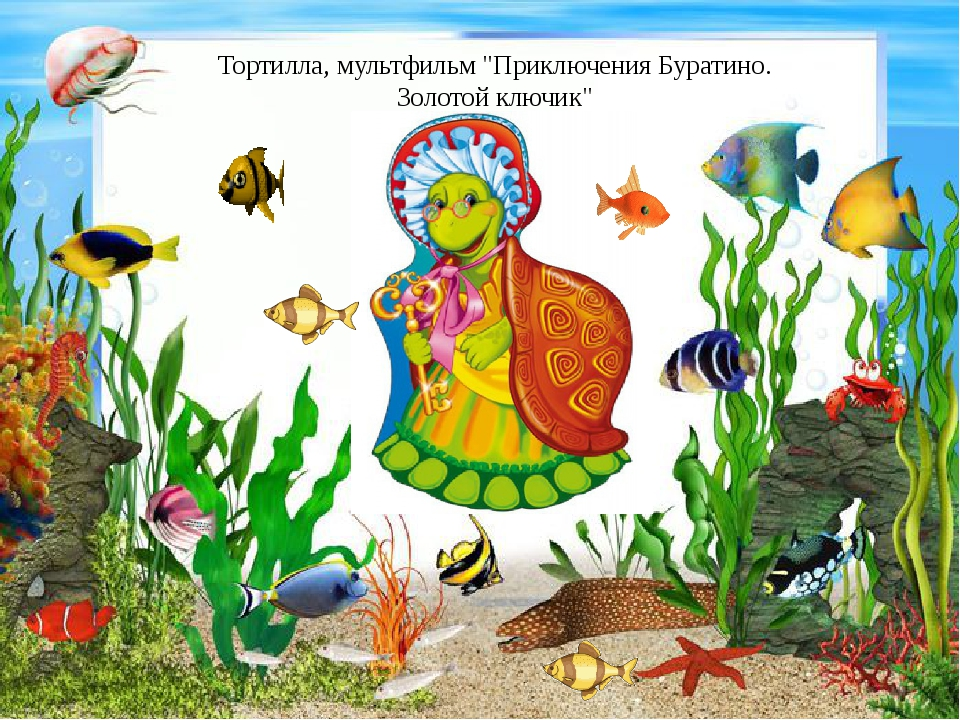 Тортилла, мультфильм "Приключения Буратино.
Золотой ключик"